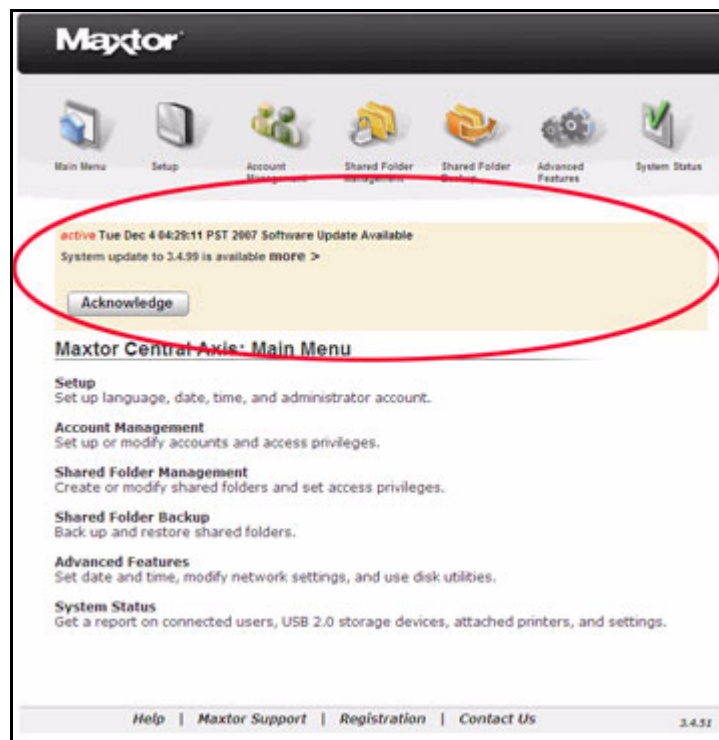 Maxtor
Main Menu Setup Account Management Shared Folder Management Shared Folder Backup Advanced Features System Status
active Tue Dec 4 04:29:11 PST 2007 Software Update Available
System update to 3.4.99 is available more >
Acknowledge
Maxtor Central Axis: Main Menu
Setup
Set up language, date, time, and administrator account.
Account Management
Set up or modify accounts and access privileges.
Shared Folder Management
Create or modify shared folders and set access privileges.
Shared Folder Backup
Back up and restore shared folders.
Advanced Features
Set date and time, modify network settings, and use disk utilities.
System Status
Get a report on connected users, USB 2.0 storage devices, attached printers, and settings.
Help | Maxtor Support | Registration | Contact Us 3.4.51